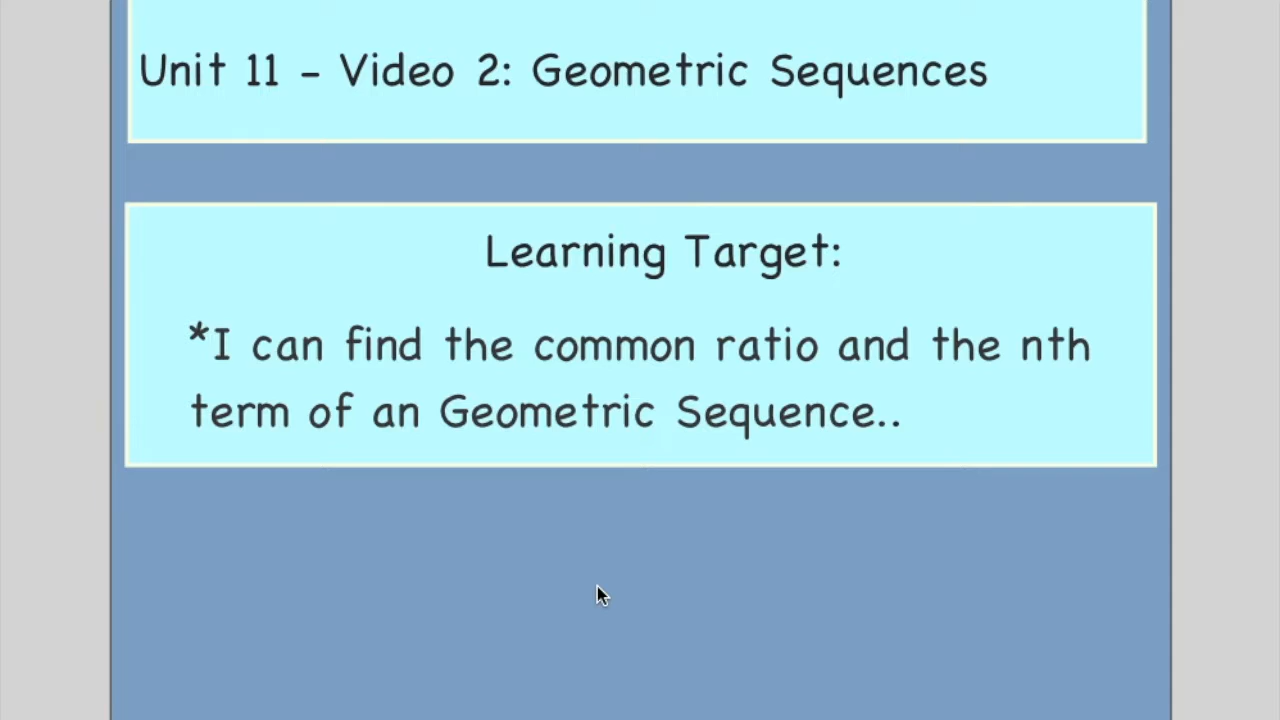 Unit 11 - Video 2: Geometric Sequences
Learning Target:
*I can find the common ratio and the nth
term of an Geometric Sequence..